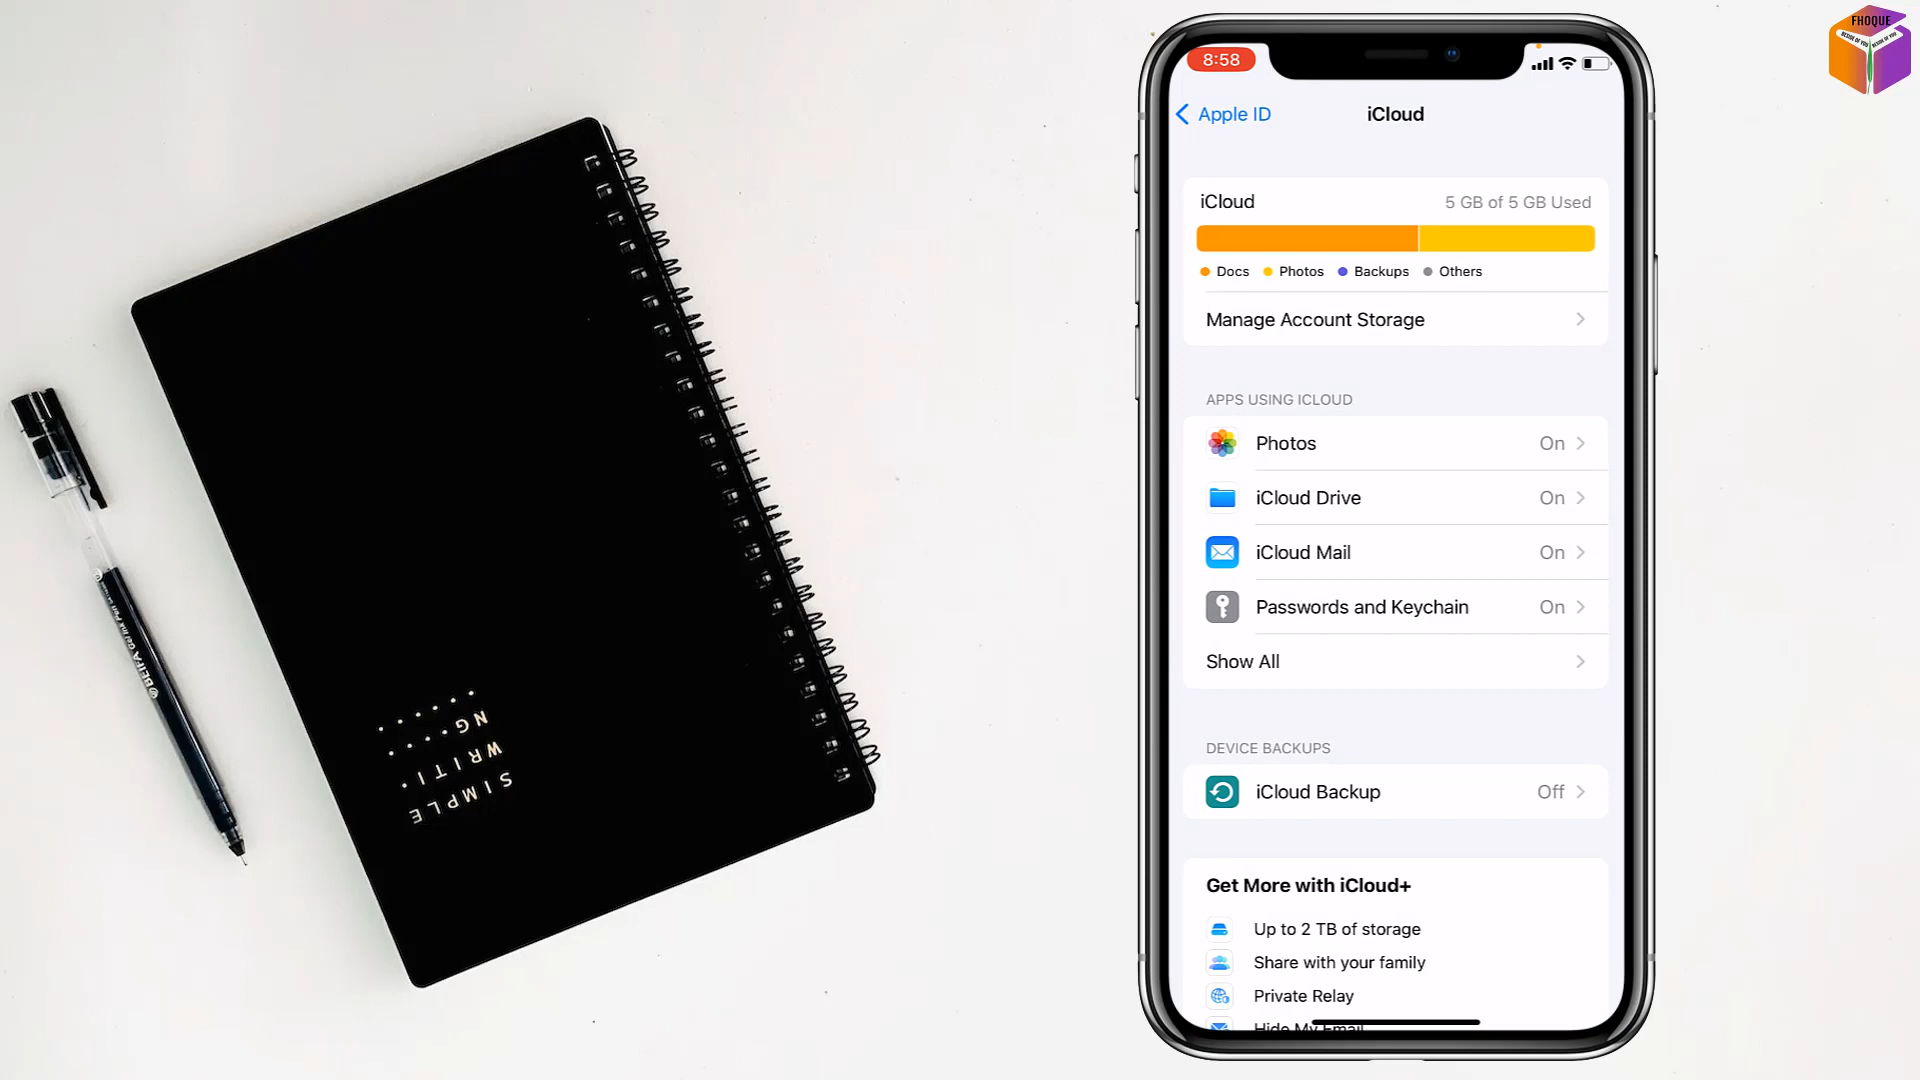 FHOQUE
8:58
Apple ID
iCloud
iCloud
5 GB of 5 GB Used
Docs
Photos
Backups
Others
Manage Account Storage
APPS USING ICLOUD
Photos
On
iCloud Drive
On
iCloud Mail
On
Passwords and Keychain
On
Show All
DEVICE BACKUPS
iCloud Backup
Off
Get More with iCloud+
Up to 2 TB of storage
Share with your family
Private Relay
Hide My Email
SIMPLE
WRITI
NG